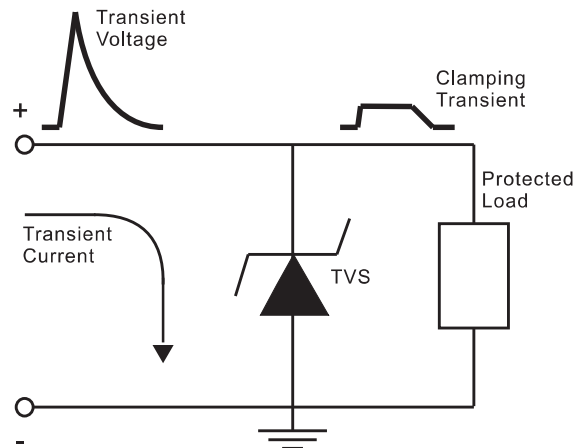 Transient
Voltage
Clamping
Transient
+
Protected
Load
Transient
Current
TVS
-